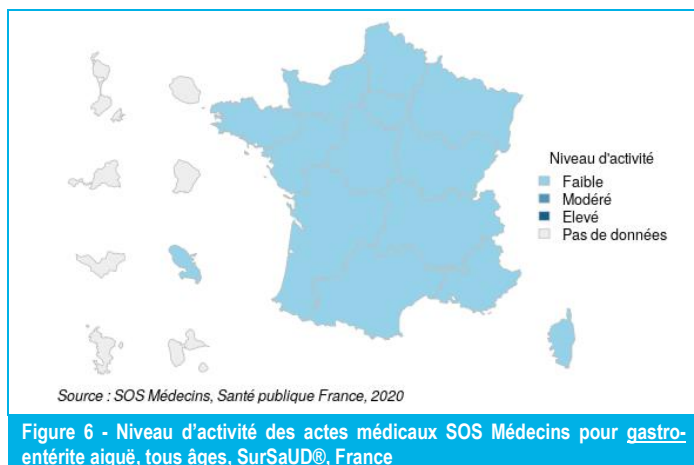 Niveau d'activité
Faible
Modéré
Elevé
Pas de données
Source : SOS Médecins, Santé publique France, 2020
Figure 6 - Niveau d'activité des actes médicaux SOS Médecins pour gastro-
entérite aiguë, tous âges, SurSaUD®, France